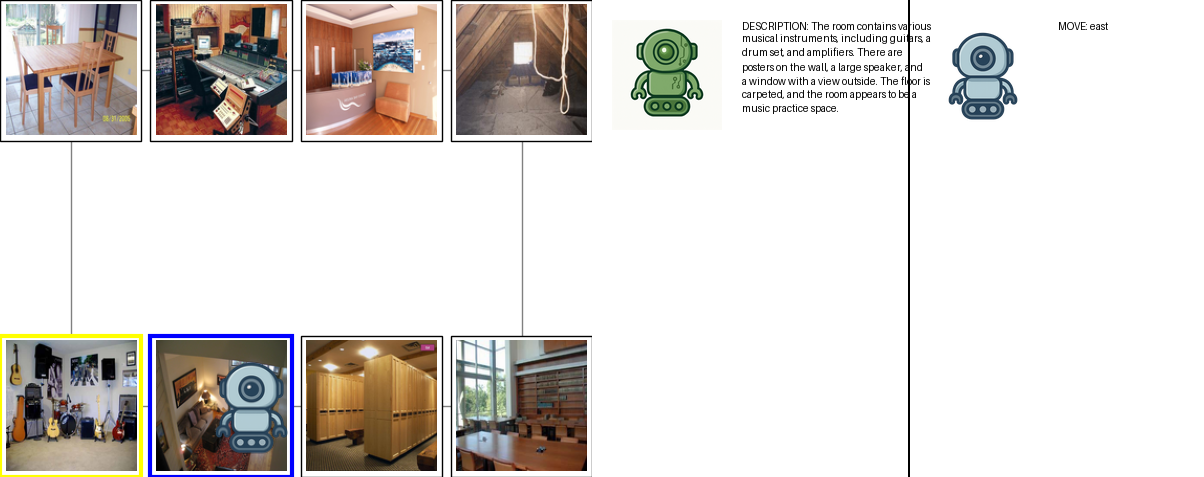 DESCRIPTION: The room contains various
musical instruments, including guitars, a
drum set, and amplifiers. There are
posters on the wall, a large speaker, and
a window with a view outside. The floor is
carpeted, and the room appears to be a
music practice space.
MOVE: east